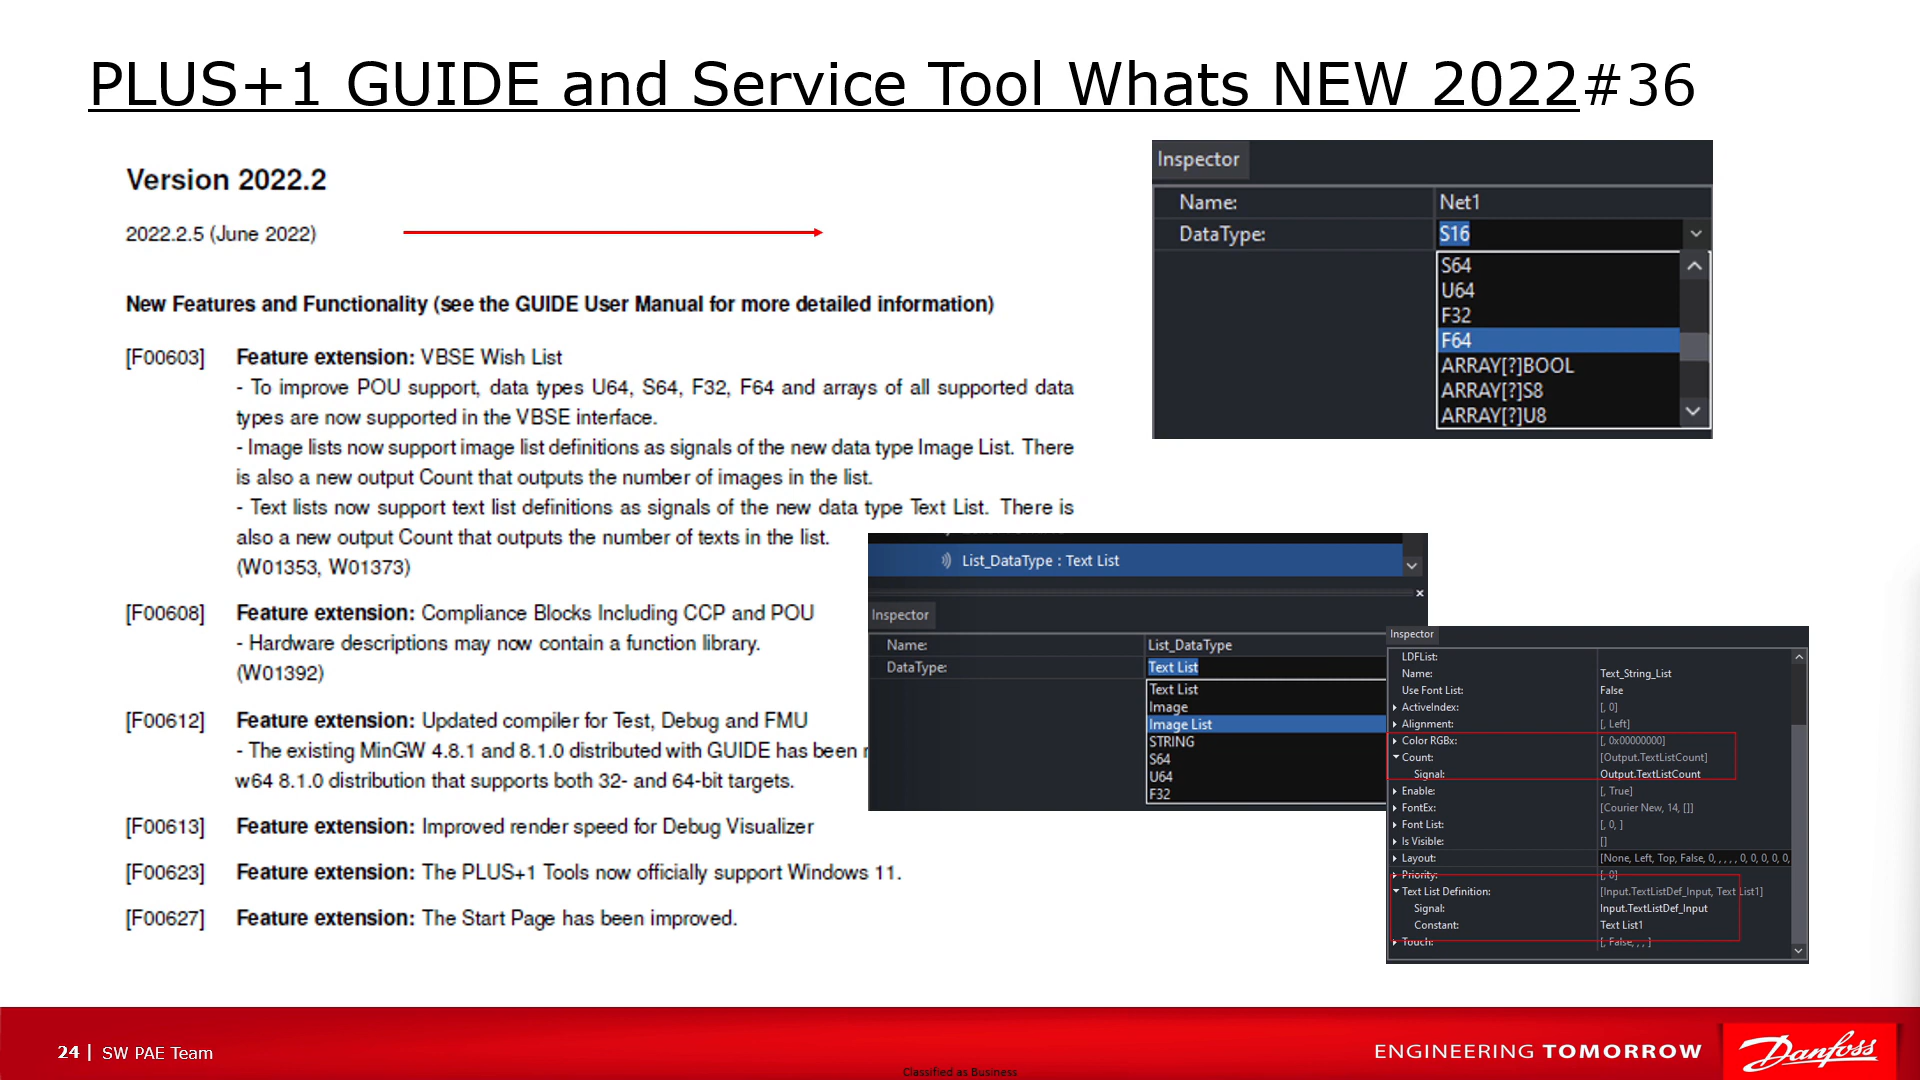 PLUS+1 GUIDE and Service Tool Whats NEW 2022#36
Version 2022.2
2022.2.5 (June 2022)
New Features and Functionality (see the GUIDE User Manual for more detailed information)
[F00603] Feature extension: VBSE Wish List
- To improve POU support, data types U64, S64, F32, F64 and arrays of all supported data
types are now supported in the VBSE interface.
- Image lists now support image list definitions as signals of the new data type Image List. There
is also a new output Count that outputs the number of images in the list.
- Text lists now support text list definitions as signals of the new data type Text List. There is
also a new output Count that outputs the number of texts in the list.
(W01353, W01373)
[F00608] Feature extension: Compliance Blocks Including CCP and POU
- Hardware descriptions may now contain a function library.
(W01392)
[F00612] Feature extension: Updated compiler for Test, Debug and FMU
- The existing MinGW 4.8.1 and 8.1.0 distributed with GUIDE has been
w64 8.1.0 distribution that supports both 32- and 64-bit targets.
[F00613] Feature extension: Improved render speed for Debug Visualizer
[F00623] Feature extension: The PLUS+1 Tools now officially support Windows 11.
[F00627] Feature extension: The Start Page has been improved.
Inspector
Name: Net1
DataType: S16
S64
U64
F32
F64
ARRAY[?]BOOL
ARRAY[?]S8
ARRAY[?]U8
List_DataType : Text List
Inspector
Name: List_DataType
DataType: Text List
Text List
Image
Image List
STRING
S64
U64
F32
Inspector
LDFList:
Name: Text_String_List
Use Font List: False
ActiveIndex: [, 0]
Alignment: [, Left]
Color RGBx: [, 0x00000000]
Count: [Output.TextListCount]
Signal: Output.TextListCount
Enable: [, True]
FontEx: [Courier New, 14, []]
Font List: [, 0, ]
Is Visible: []
Layout: [None, Left, Top, False, 0, , , , , 0, 0, 0, 0, 0,
Priority: [, 0]
Text List Definition: [Input.TextListDef_Input, Text List1]
Signal: Input.TextListDef_Input
Constant: Text List1
Touch: [, False, , , ]
24 | SW PAE Team
Classified as Business
ENGINEERING TOMORROW
Danfoss